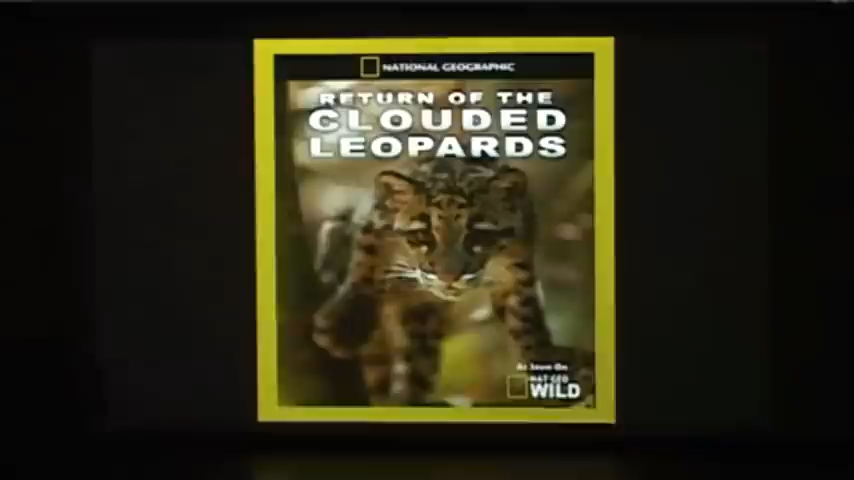 NATIONAL GEOGRAPHIC
RETURN OF THE
CLOUDED
LEOPARDS
As Seen On
NAT GEO
WILD